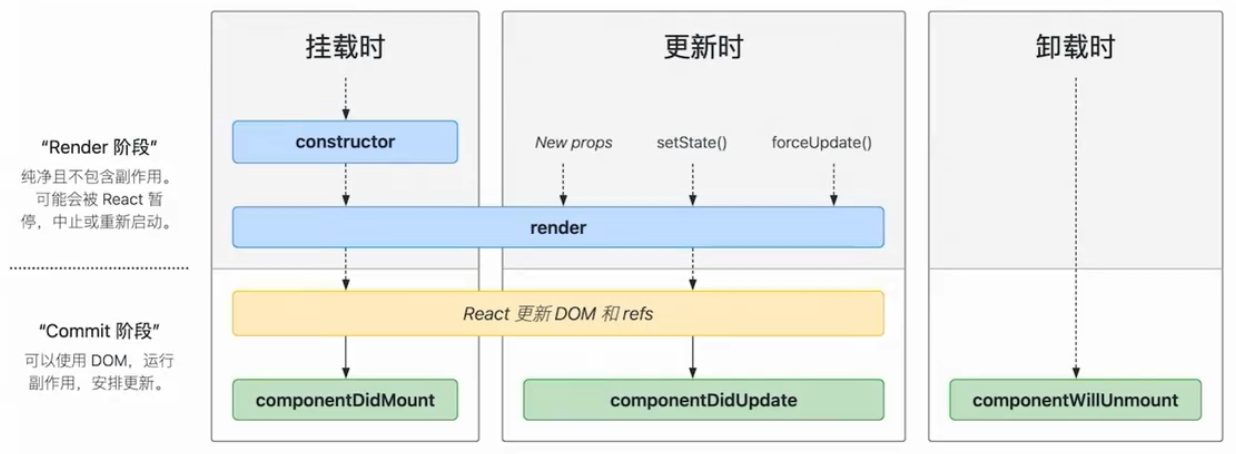 挂载时
更新时
卸载时
“Render 阶段”
纯净且不包含副作用。
可能会被 React 暂
停，中止或重新启动。
constructor
New props
setState()
forceUpdate()
render
“Commit 阶段”
可以使用 DOM，运行
副作用，安排更新。
React 更新 DOM 和 refs
componentDidMount
componentDidUpdate
componentWillUnmount